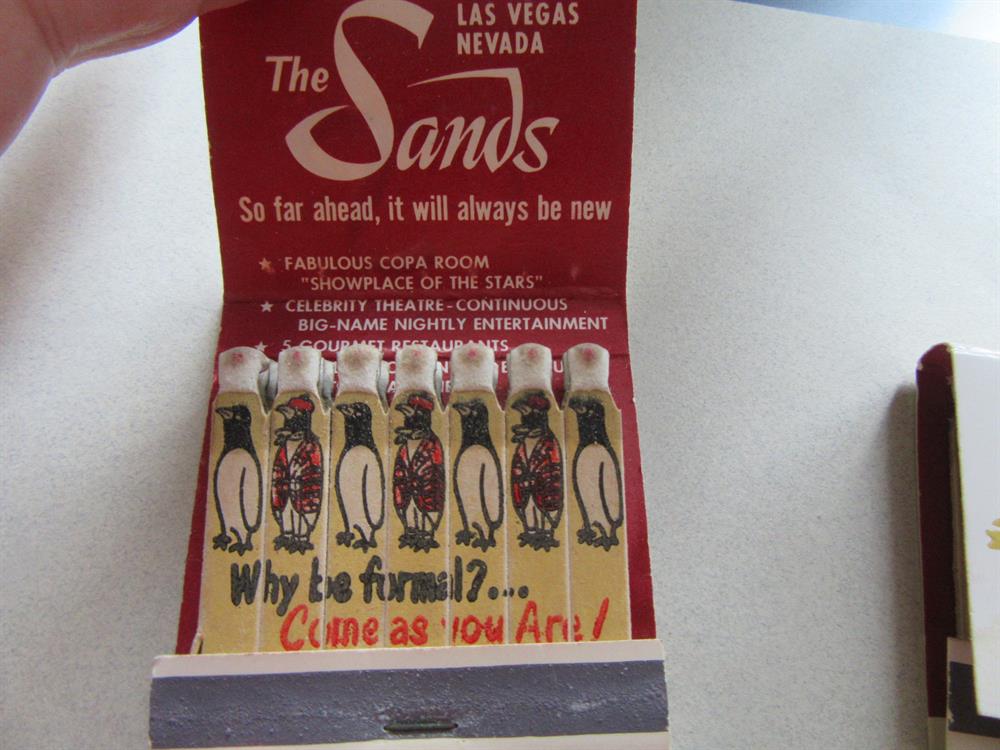 LAS VEGAS
NEVADA
The Sands
So far ahead, it will always be new
★ FABULOUS COPA ROOM
"SHOWPLACE OF THE STARS"
★ CELEBRITY THEATRE-CONTINUOUS
BIG-NAME NIGHTLY ENTERTAINMENT
★ 5 GOURMET RESTAURANTS
Why be formal?...
Come as you Are!